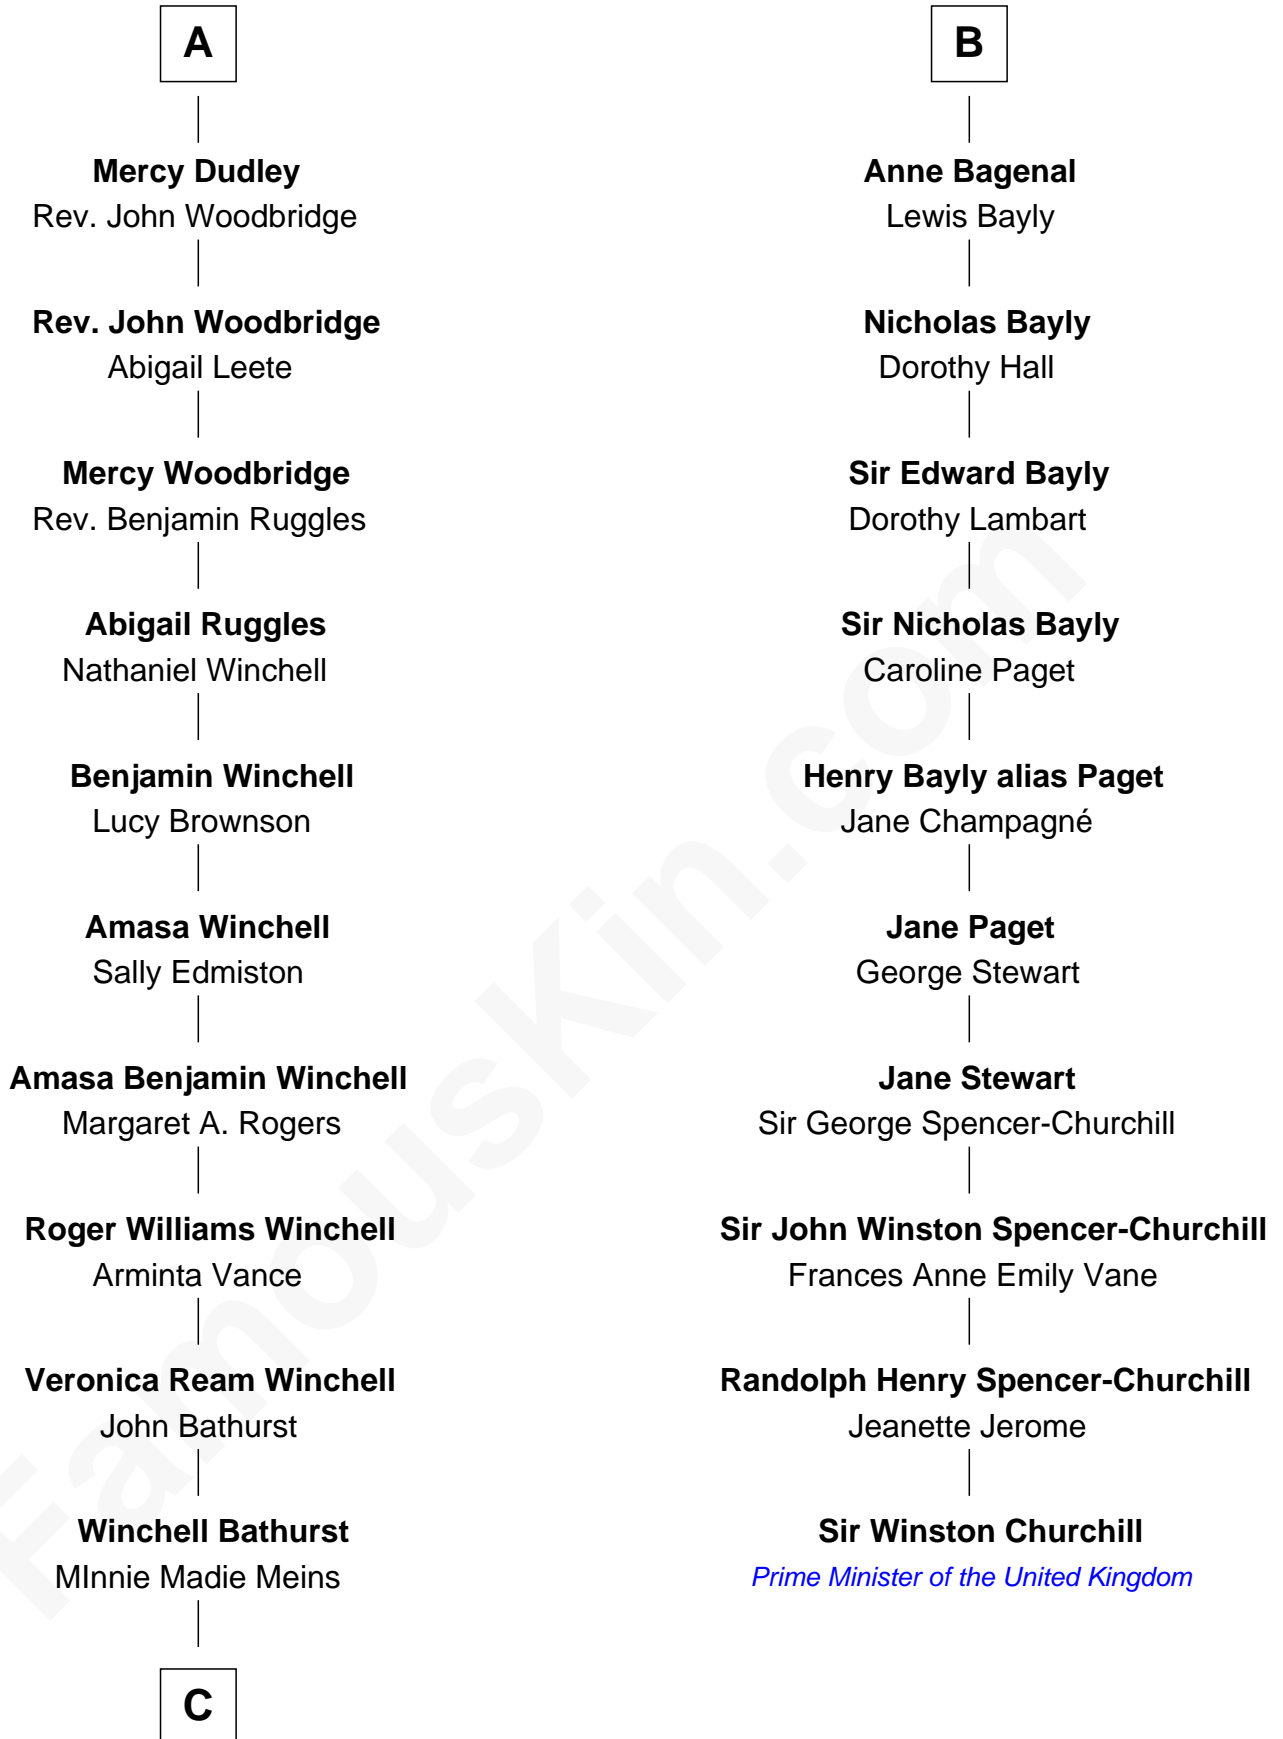 A
Mercy Dudley
Rev. John Woodbridge
Rev. John Woodbridge
Abigail Leete
Mercy Woodbridge
Rev. Benjamin Ruggles
Abigail Ruggles
Nathaniel Winchell
Benjamin Winchell
Lucy Brownson
Amasa Winchell
Sally Edmiston
Amasa Benjamin Winchell
Margaret A. Rogers
Roger Williams Winchell
Arminta Vance
Veronica Ream Winchell
John Bathurst
Winchell Bathurst
MInnie Madie Meins
C
B
Anne Bagenal
Lewis Bayly
Nicholas Bayly
Dorothy Hall
Sir Edward Bayly
Dorothy Lambart
Sir Nicholas Bayly
Caroline Paget
Henry Bayly alias Paget
Jane Champagné
Jane Paget
George Stewart
Jane Stewart
Sir George Spencer-Churchill
Sir John Winston Spencer-Churchill
Frances Anne Emily Vane
Randolph Henry Spencer-Churchill
Jeanette Jerome
Sir Winston Churchill
Prime Minister of the United Kingdom
FamousKin.com